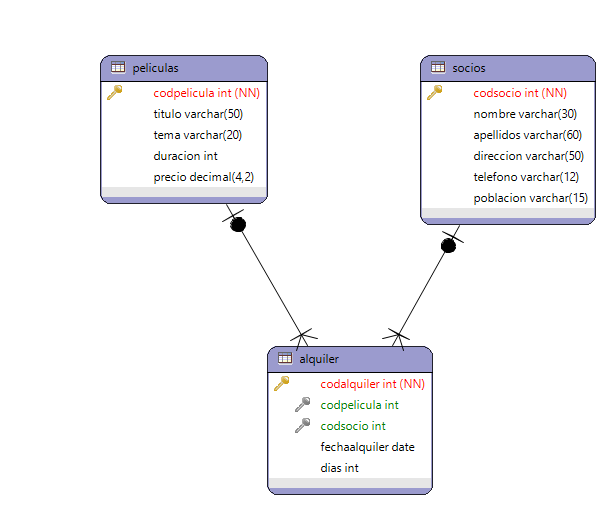 peliculas
codpelicula int (NN)
titulo varchar(50)
tema varchar(20)
duracion int
precio decimal(4,2)
socios
codsocio int (NN)
nombre varchar(30)
apellidos varchar(60)
direccion varchar(50)
telefono varchar(12)
poblacion varchar(15)
alquiler
codalquiler int (NN)
codpelicula int
codsocio int
fechaalquiler date
dias int